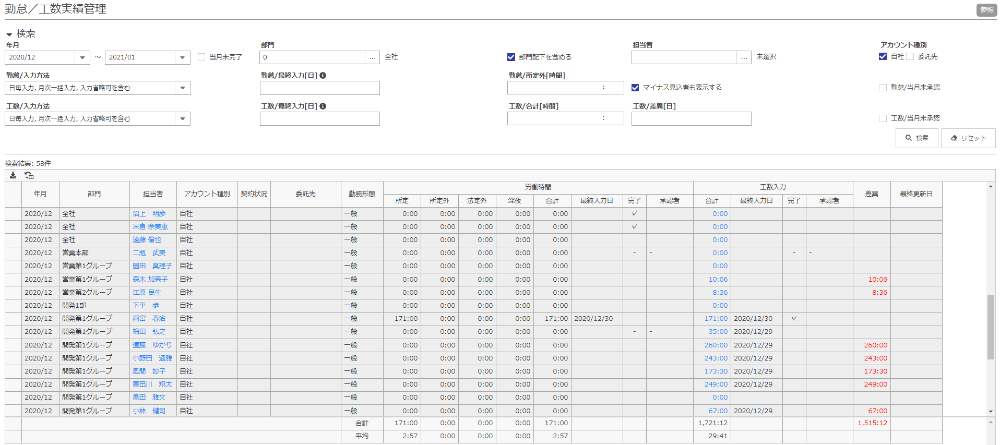 勤怠／工数実績管理
参照
検索
年月
部門
担当者
アカウント種別
2020/12 ～ 2021/01 当月未完了 0 ... 全社 部門配下を含める ... 未選択 自社 委託先
勤怠/入力方法 勤怠/最終入力[日] 勤怠/所定外[時間]
日毎入力, 月次一括入力, 入力省略可を含む : マイナス見込者も表示する 勤怠/当月未承認
工数/入力方法 工数/最終入力[日] 工数/合計[時間] 工数/差異[日]
日毎入力, 月次一括入力, 入力省略可を含む : 工数/当月未承認
検索 リセット
検索結果: 58件
年月 部門 担当者 アカウント種別 契約状況 委託先 勤務形態 労働時間 工数入力 差異 最終更新日
所定 所定外 法定外 深夜 合計 最終入力日 完了 承認者 合計 最終入力日 完了 承認者
2020/12 全社 沼上　明彦 自社 一般 0:00 0:00 0:00 0:00 0:00 ✓ 0:00
2020/12 全社 米倉 奈美恵 自社 一般 0:00 0:00 0:00 0:00 0:00 ✓ 0:00
2020/12 全社 遠藤 倫也 自社 一般 0:00 0:00 0:00 0:00 0:00 0:00
2020/12 営業本部 二瓶　武美 自社 一般 0:00 0:00 0:00 0:00 0:00 - - 0:00 - -
2020/12 営業第1グループ 園田　真理子 自社 一般 0:00 0:00 0:00 0:00 0:00 0:00
2020/12 営業第1グループ 森本 加奈子 自社 一般 0:00 0:00 0:00 0:00 0:00 10:06 10:06
2020/12 営業第2グループ 江原 民生 自社 一般 0:00 0:00 0:00 0:00 0:00 8:36 8:36
2020/12 開発1部 下平　歩 自社 一般 0:00 0:00 0:00 0:00 0:00 0:00
2020/12 開発第1グループ 雨宮　春治 自社 一般 171:00 0:00 0:00 0:00 171:00 2020/12/30 171:00 2020/12/30 ✓
2020/12 開発第1グループ 梅田　弘之 自社 一般 0:00 0:00 0:00 0:00 0:00 - - 35:00 2020/12/29
2020/12 開発第1グループ 遠藤　ゆかり 自社 一般 0:00 0:00 0:00 0:00 0:00 260:00 2020/12/29 260:00
2020/12 開発第1グループ 小野田　通雅 自社 一般 0:00 0:00 0:00 0:00 0:00 243:00 2020/12/29 243:00
2020/12 開発第1グループ 風間　妙子 自社 一般 0:00 0:00 0:00 0:00 0:00 173:30 2020/12/29 173:30
2020/12 開発第1グループ 喜田川　翔太 自社 一般 0:00 0:00 0:00 0:00 0:00 249:00 2020/12/29 249:00
2020/12 開発第1グループ 黒田　雅文 自社 一般 0:00 0:00 0:00 0:00 0:00 0:00
2020/12 開発第1グループ 小林　健司 自社 一般 0:00 0:00 0:00 0:00 0:00 67:00 2020/12/29 67:00
合計 171:00 0:00 0:00 0:00 171:00 1,721:12 1,515:12
平均 2:57 0:00 0:00 0:00 2:57 29:41